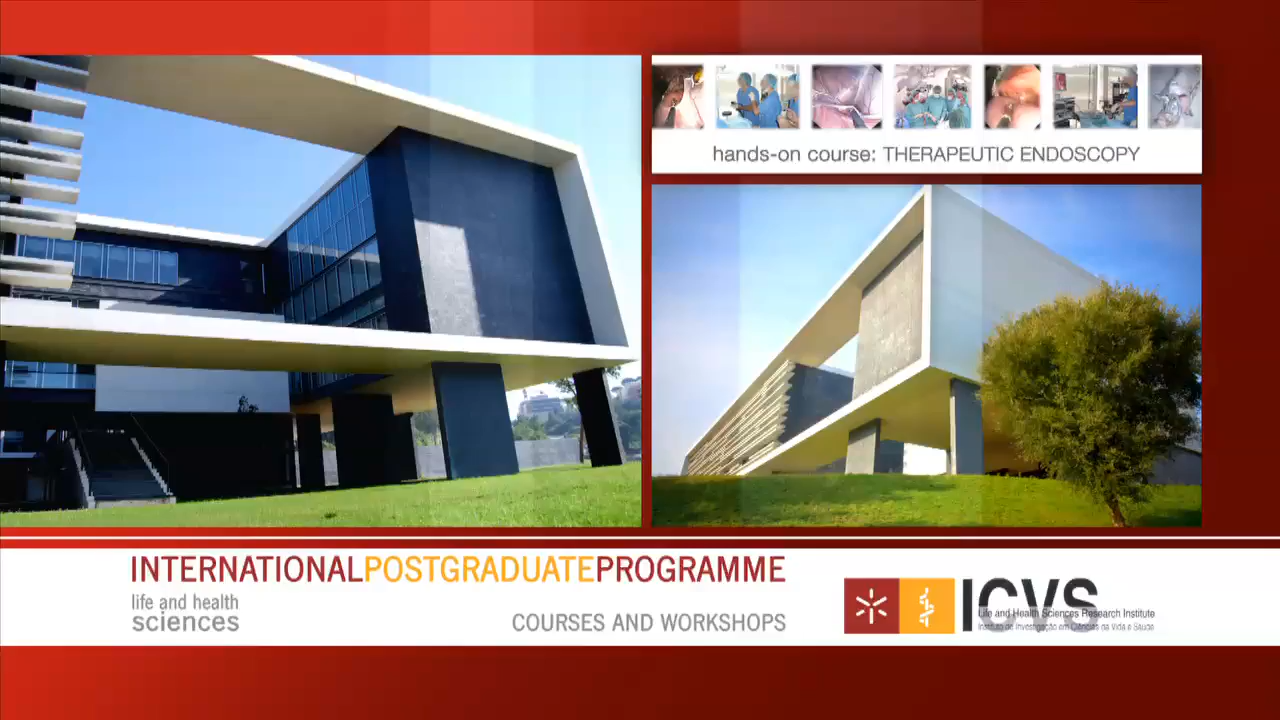 hands-on course: THERAPEUTIC ENDOSCOPY
INTERNATIONALPOSTGRADUATEPROGRAMME
life and health
sciences
COURSES AND WORKSHOPS
ICVS
Life and Health Sciences Research Institute
Instituto de Investigação em Ciências da Vida e Saúde